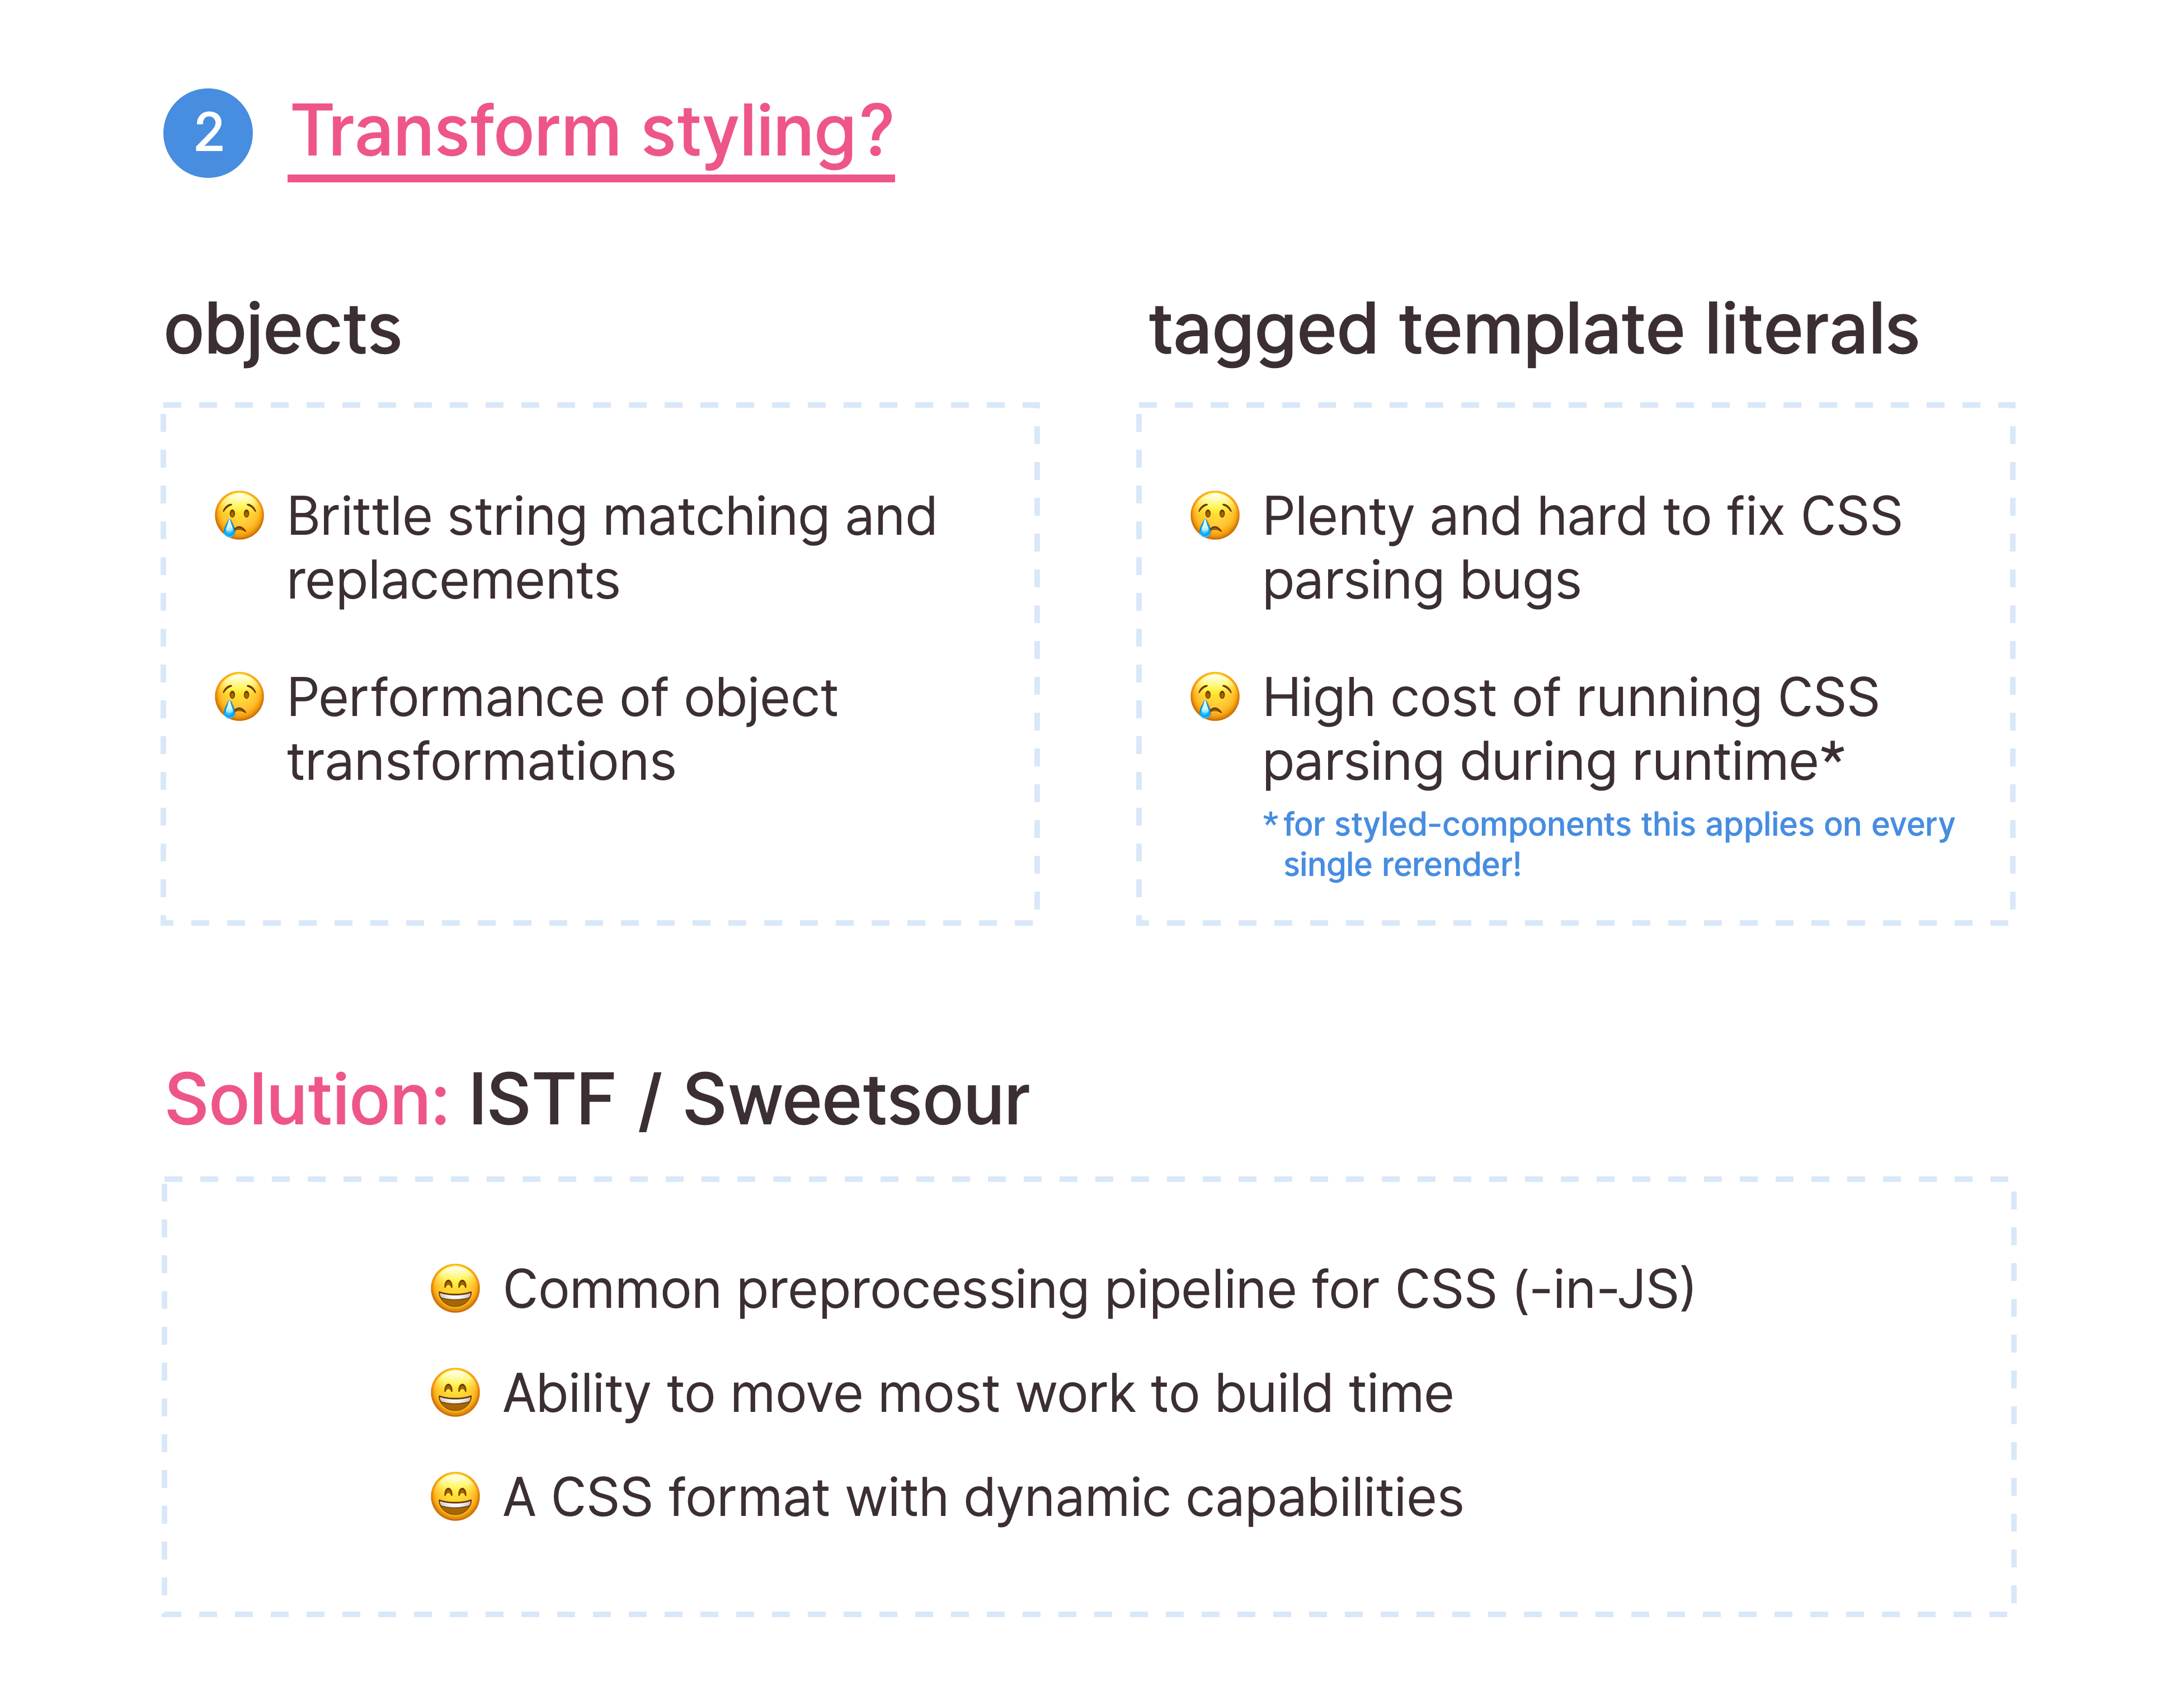 2 Transform styling?
objects
Brittle string matching and
replacements
Performance of object
transformations
tagged template literals
Plenty and hard to fix CSS
parsing bugs
High cost of running CSS
parsing during runtime*
* for styled-components this applies on every
single rerender!
Solution: ISTF / Sweetsour
Common preprocessing pipeline for CSS (-in-JS)
Ability to move most work to build time
A CSS format with dynamic capabilities